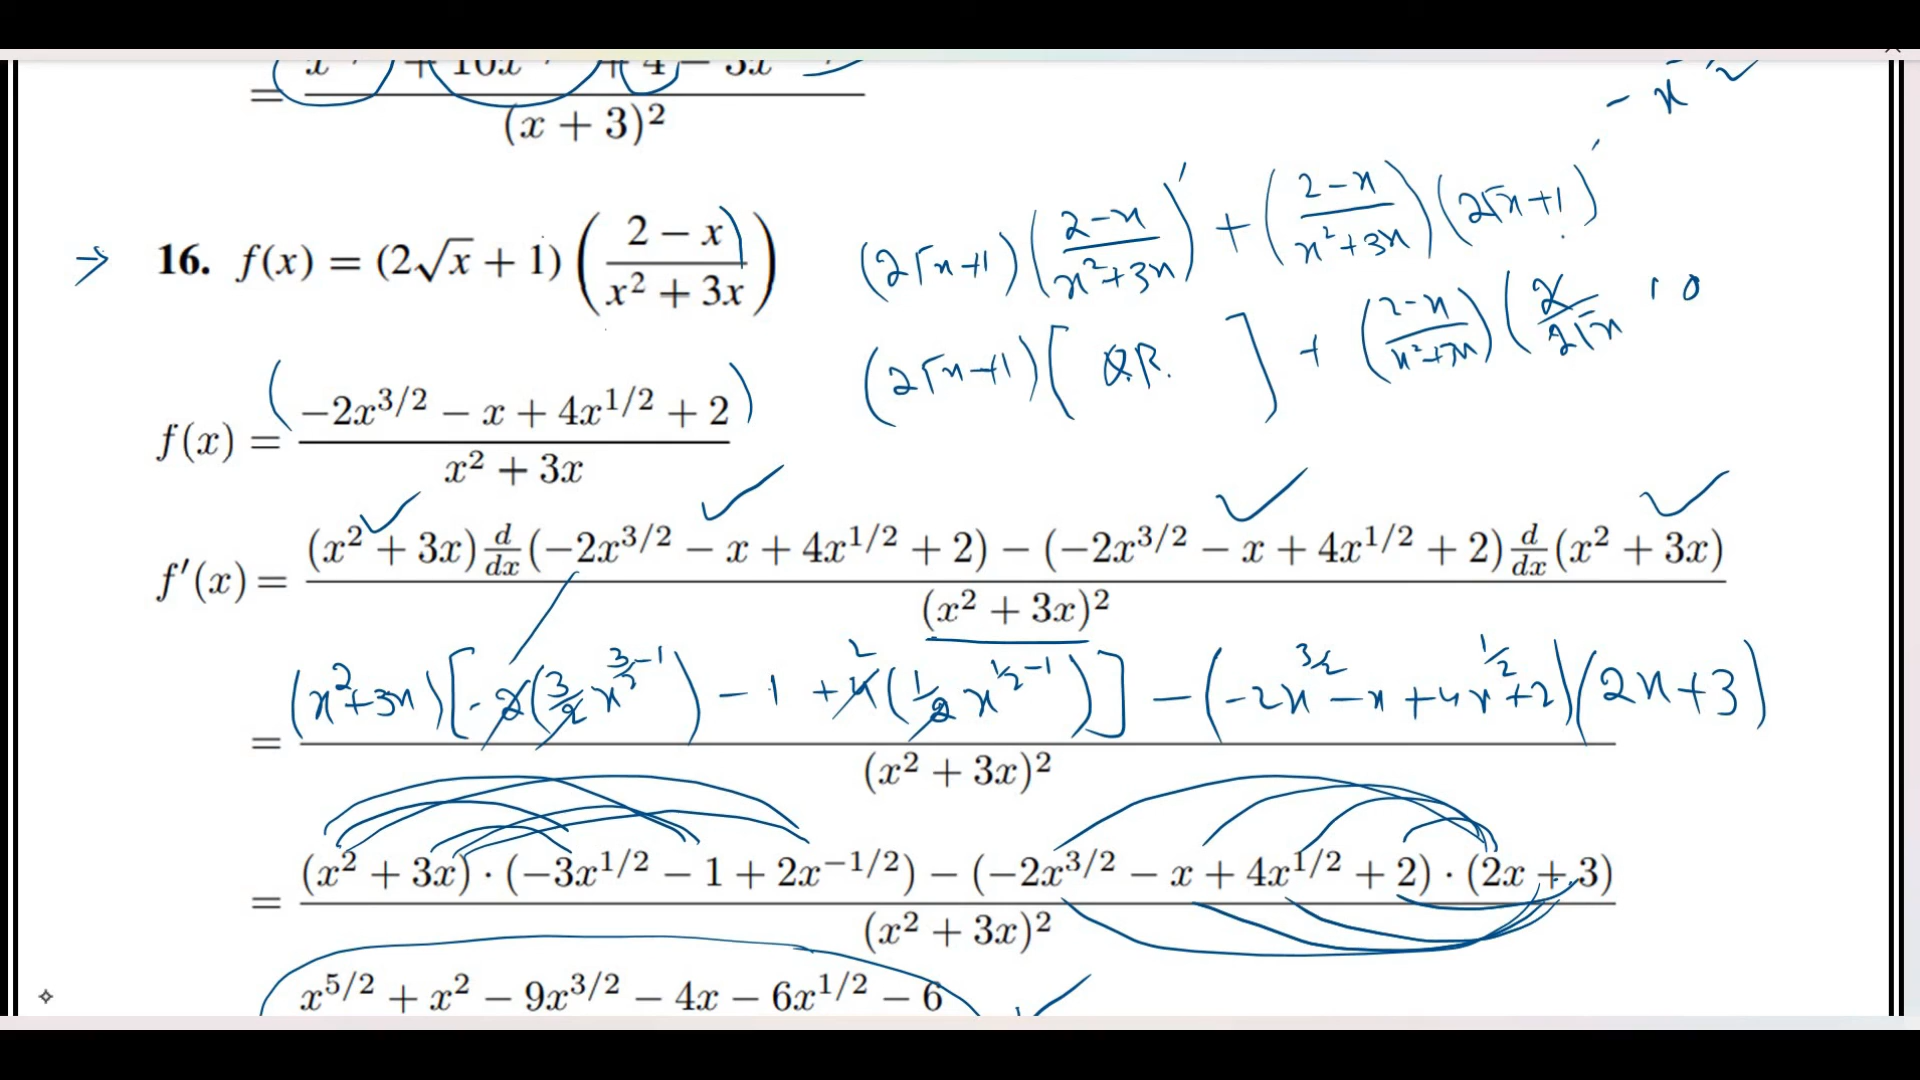 = / (x + 3)²
16. f(x) = (2√x + 1) ( (2 − x) / (x² + 3x) )
(2√x+1) ( (2−x) / (x²+3x) )' + ( (2−x) / (x²+3x) ) (2√x+1)'
(2√x+1) [ Q.R. ] + ( (2−x) / (x²+3x) ) ( 2 / 2√x + 0
f(x) = ( −2x^{3/2} − x + 4x^{1/2} + 2 ) / (x² + 3x)
f′(x) = ( (x² + 3x) d/dx (−2x^{3/2} − x + 4x^{1/2} + 2) − (−2x^{3/2} − x + 4x^{1/2} + 2) d/dx (x² + 3x) ) / (x² + 3x)²
= (x²+3x) [ -2 ( 3/2 x^{3/2 −1} ) − 1 + 4 2 ( 1/2 x^{1/2 −1} ) ] − ( −2x^{3/2} − x + 4x^{1/2} + 2 ) (2x+3) / (x² + 3x)²
= ( (x² + 3x) · (−3x^{1/2} − 1 + 2x^{−1/2}) − (−2x^{3/2} − x + 4x^{1/2} + 2) · (2x + 3) ) / (x² + 3x)²
x^{5/2} + x² − 9x^{3/2} − 4x − 6x^{1/2} − 6